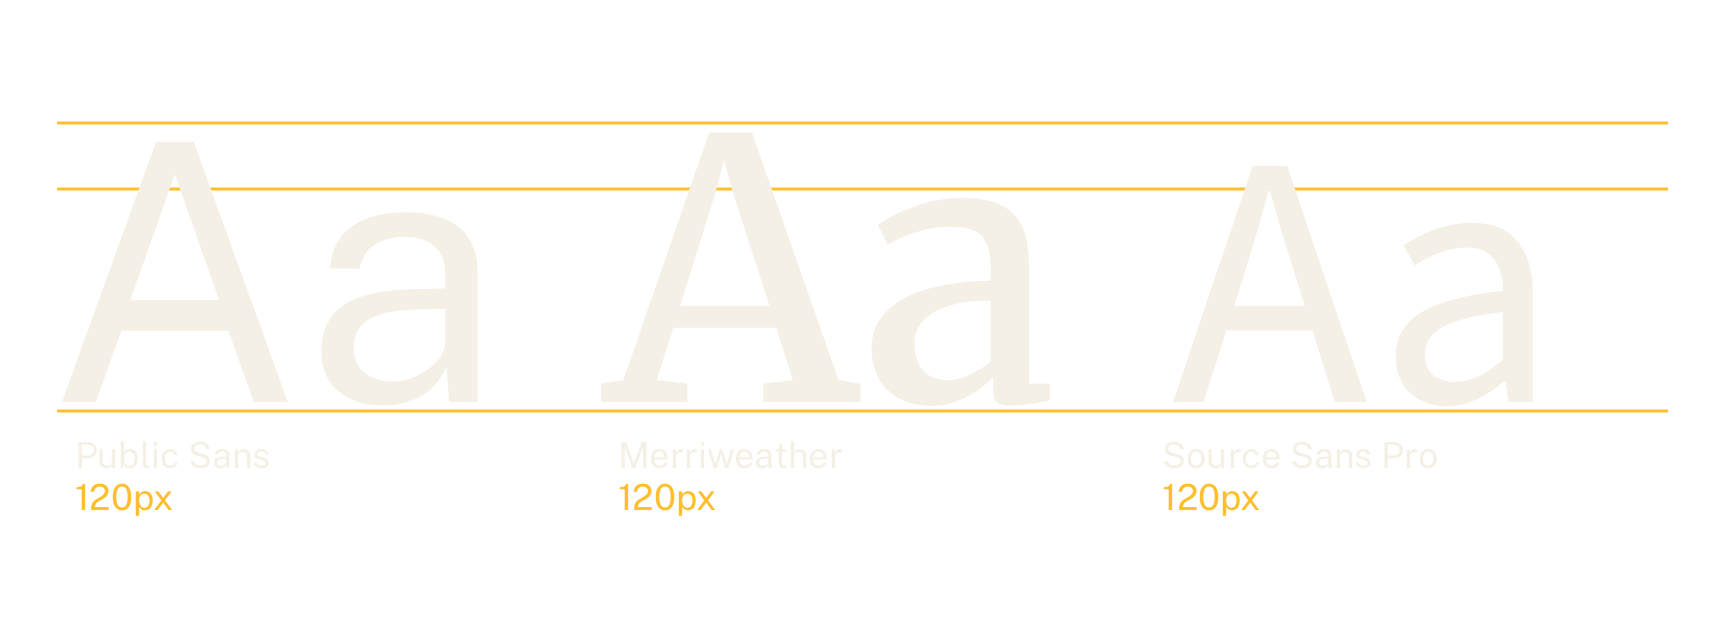 Aa Aa Aa
Public Sans Merriweather Source Sans Pro
120px 120px 120px